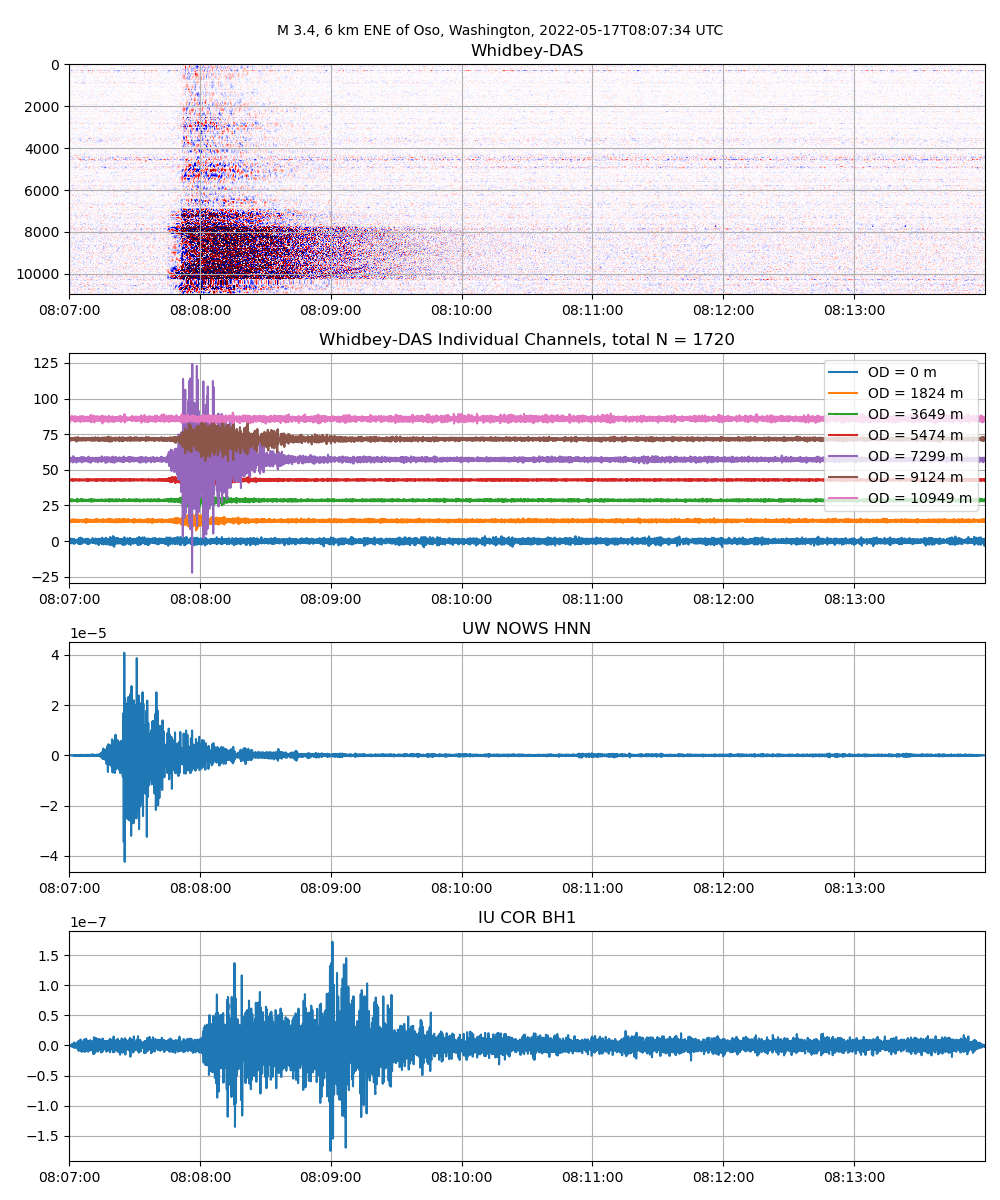 M 3.4, 6 km ENE of Oso, Washington, 2022-05-17T08:07:34 UTC
Whidbey-DAS
0
2000
4000
6000
8000
10000
08:07:00 08:08:00 08:09:00 08:10:00 08:11:00 08:12:00 08:13:00
Whidbey-DAS Individual Channels, total N = 1720
125
100
75
50
25
0
−25
OD = 0 m
OD = 1824 m
OD = 3649 m
OD = 5474 m
OD = 7299 m
OD = 9124 m
OD = 10949 m
08:07:00 08:08:00 08:09:00 08:10:00 08:11:00 08:12:00 08:13:00
1e−5
UW NOWS HNN
4
2
0
−2
−4
08:07:00 08:08:00 08:09:00 08:10:00 08:11:00 08:12:00 08:13:00
1e−7
IU COR BH1
1.5
1.0
0.5
0.0
−0.5
−1.0
−1.5
08:07:00 08:08:00 08:09:00 08:10:00 08:11:00 08:12:00 08:13:00